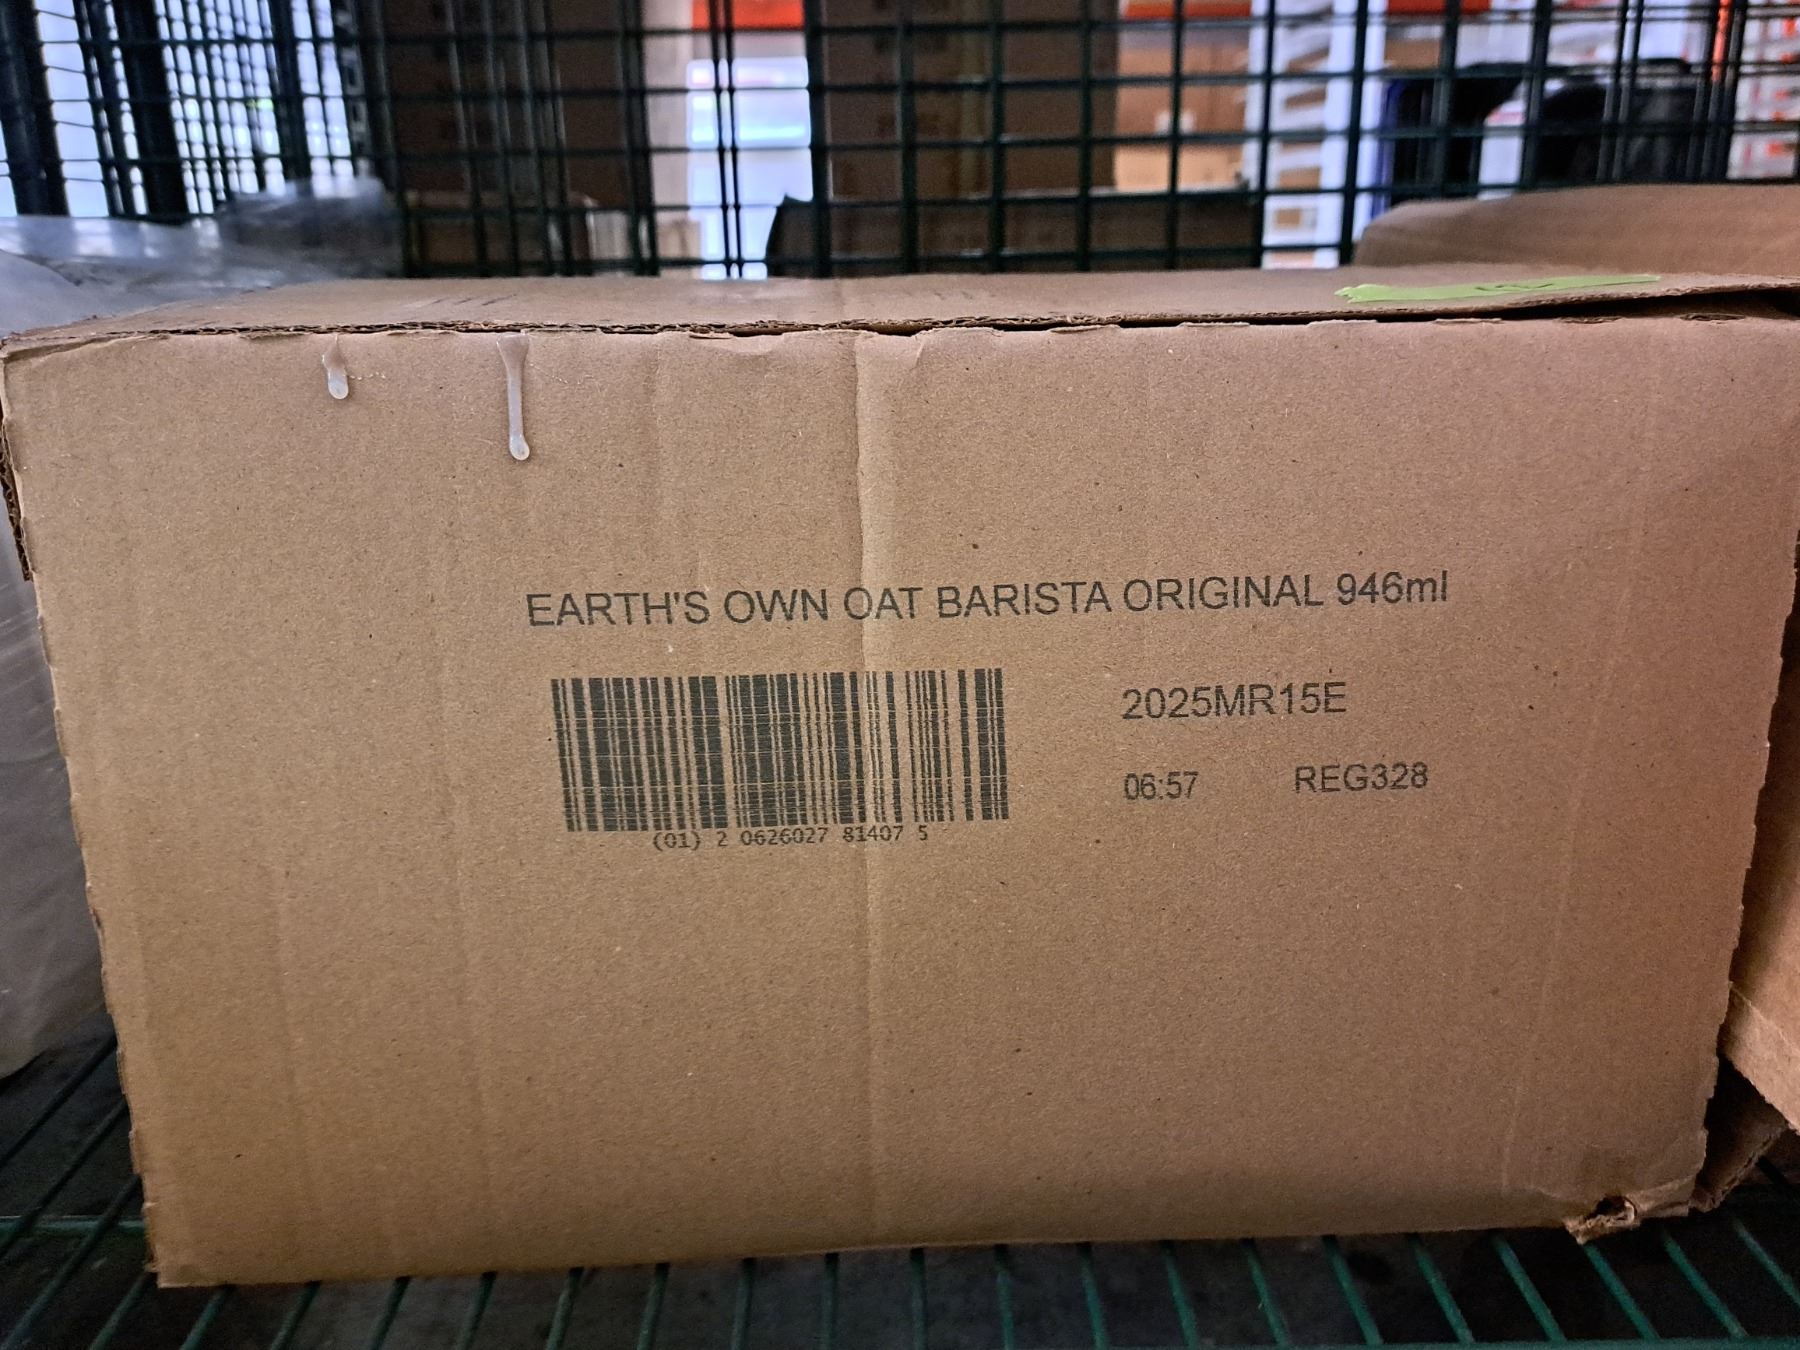 EARTH'S OWN OAT BARISTA ORIGINAL 946ml
2025MR15E
06:57 REG328
(01) 2 0626027 81407 5